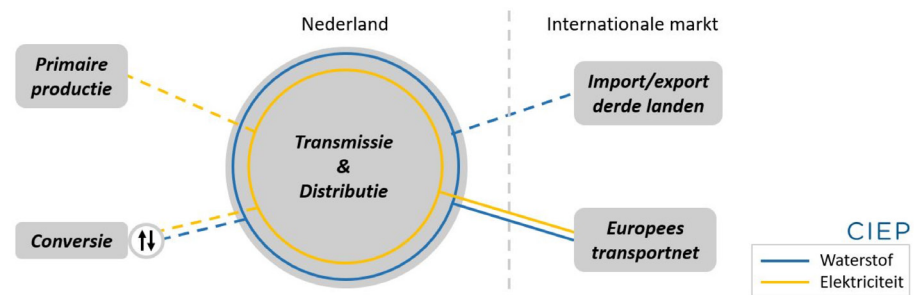 Nederland
Internationale markt
Primaire
productie
Import/export
derde landen
Transmissie
&
Distributie
Conversie
Europees
transportnet
CIEP
Waterstof
Elektriciteit